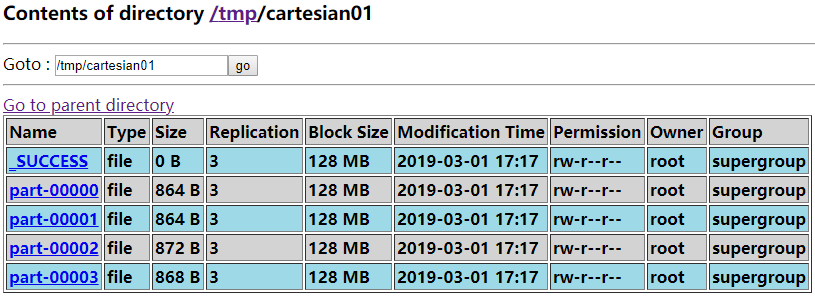 Contents of directory /tmp/cartesian01
Goto : /tmp/cartesian01 go
Go to parent directory
Name Type Size Replication Block Size Modification Time Permission Owner Group
_SUCCESS file 0 B 3 128 MB 2019-03-01 17:17 rw-r--r-- root supergroup
part-00000 file 864 B 3 128 MB 2019-03-01 17:17 rw-r--r-- root supergroup
part-00001 file 864 B 3 128 MB 2019-03-01 17:17 rw-r--r-- root supergroup
part-00002 file 872 B 3 128 MB 2019-03-01 17:17 rw-r--r-- root supergroup
part-00003 file 868 B 3 128 MB 2019-03-01 17:17 rw-r--r-- root supergroup